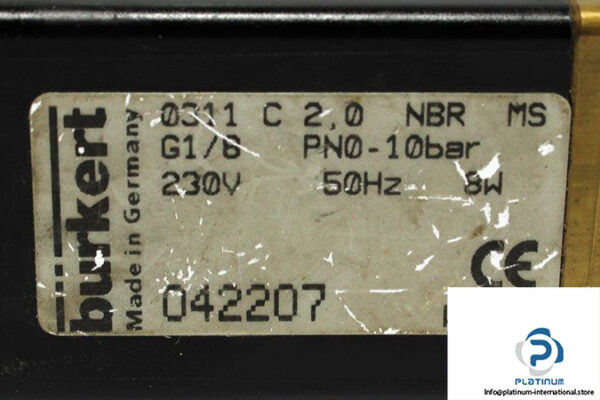 burkert
Made in Germany
0311 C 2,0 NBR MS
G1/8 PN0-10bar
230V 50Hz 8W
042207
CE
PLATINUM
Info@platinum-international.store